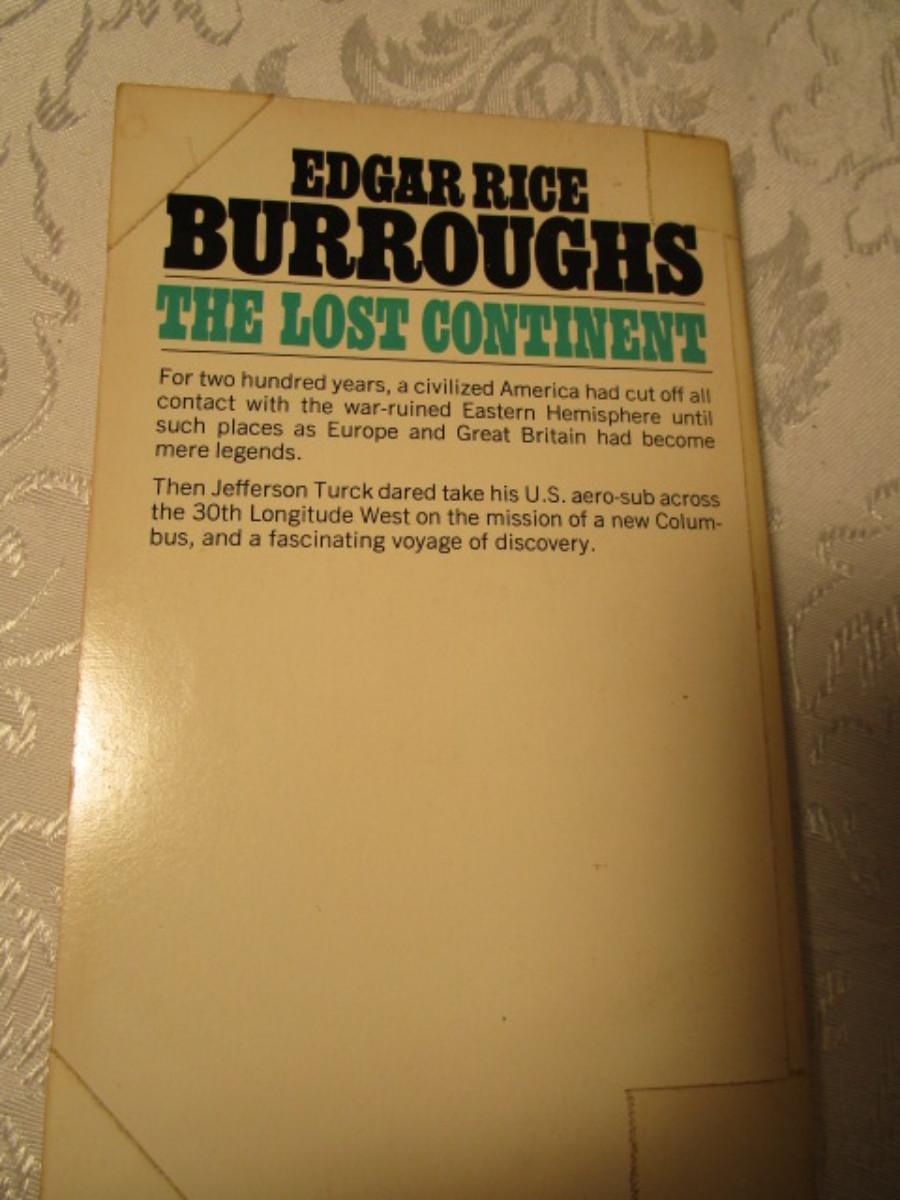 EDGAR RICE
BURROUGHS
THE LOST CONTINENT
For two hundred years, a civilized America had cut off all
contact with the war-ruined Eastern Hemisphere until
such places as Europe and Great Britain had become
mere legends.
Then Jefferson Turck dared take his U.S. aero-sub across
the 30th Longitude West on the mission of a new Colum-
bus, and a fascinating voyage of discovery.